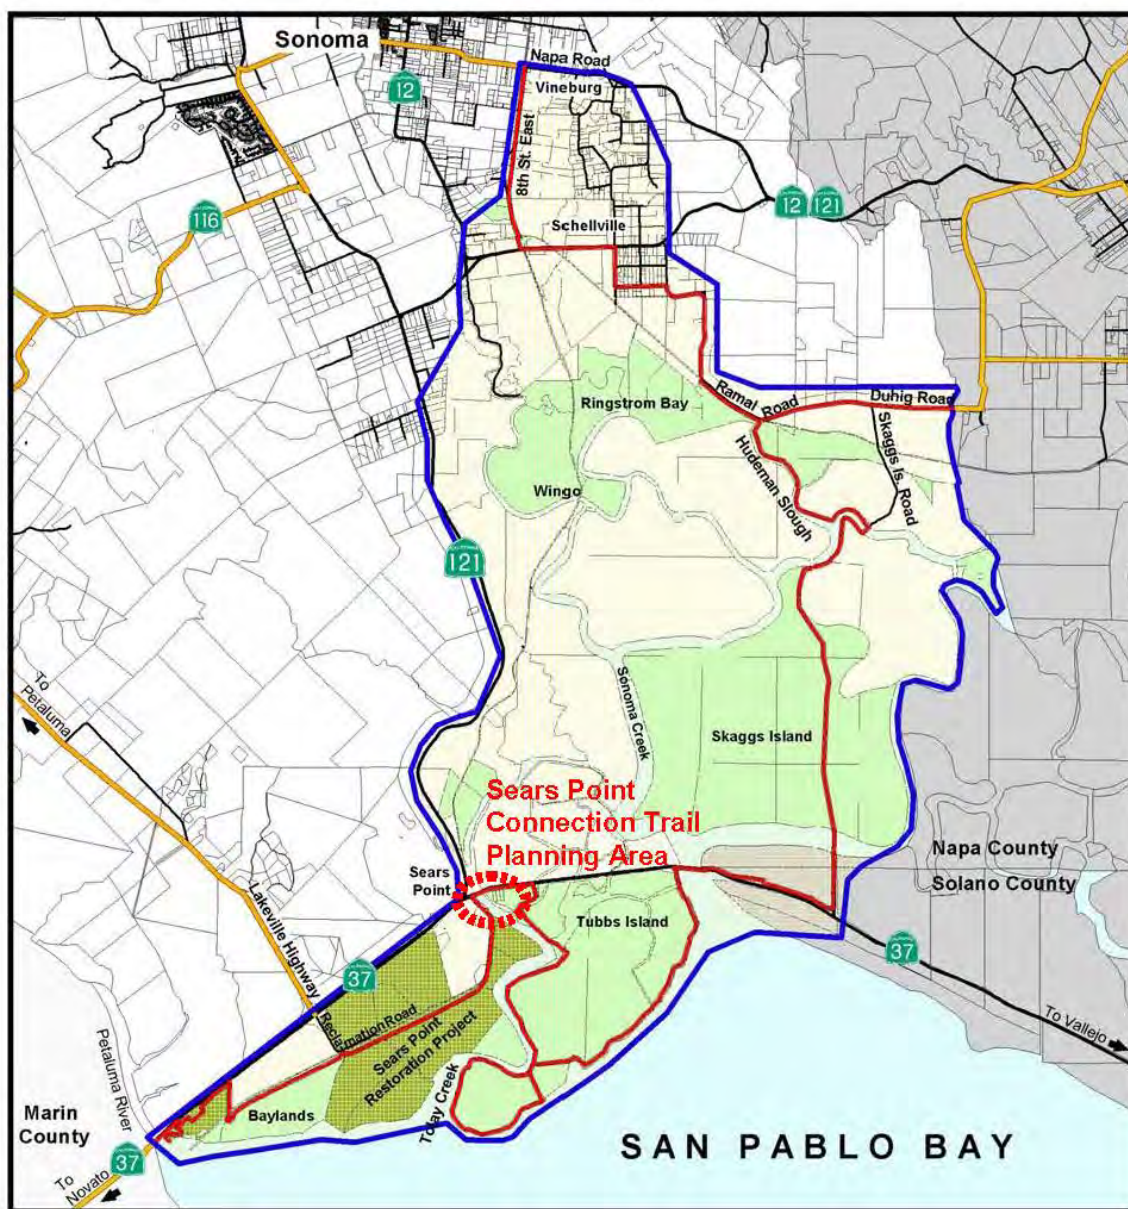 Sonoma
Napa Road
Vineburg
12
8th St. East
12
121
116
Schellville
Ringstrom Bay
Ramal Road
Duhig Road
Skaggs Is. Road
Hudeman Slough
Wingo
121
To
Petaluma
Sonoma Creek
Skaggs Island
Sears Point
Connection Trail
Planning Area
Napa County
Solano County
Sears
Point
Tubbs Island
Lakeville Highway
37
37
Reclamation Road
Sears Point
Restoration Project
To Vallejo
Petaluma River
Tolay Creek
Baylands
Marin
County
SAN PABLO BAY
37
To
Novato